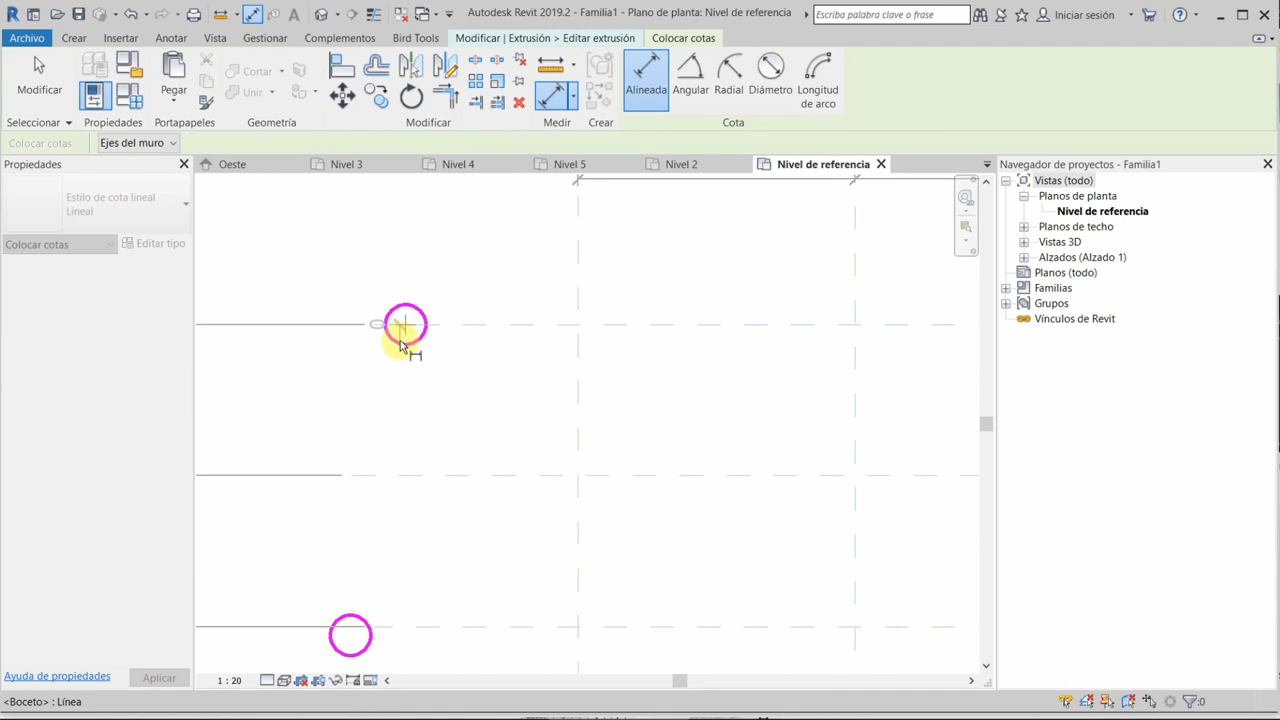 Autodesk Revit 2019.2 - Familia1 - Plano de planta: Nivel de referencia
Escriba palabra clave o frase
Iniciar sesión
Archivo
Crear
Insertar
Anotar
Vista
Gestionar
Complementos
Bird Tools
Modificar | Extrusión > Editar extrusión
Colocar cotas
Modificar
Pegar
Cortar
Unir
Alineada
Angular
Radial
Diámetro
Longitud
de arco
Seleccionar
Propiedades
Portapapeles
Geometría
Modificar
Medir
Crear
Cota
Colocar cotas
Ejes del muro
Propiedades
Oeste
Nivel 3
Nivel 4
Nivel 5
Nivel 2
Nivel de referencia
Navegador de proyectos - Familia1
Estilo de cota lineal
Lineal
Colocar cotas
Editar tipo
Vistas (todo)
Planos de planta
Nivel de referencia
Planos de techo
Vistas 3D
Alzados (Alzado 1)
Planos (todo)
Familias
Grupos
Vínculos de Revit
Ayuda de propiedades
Aplicar
1 : 20
<Boceto> : Línea
:0